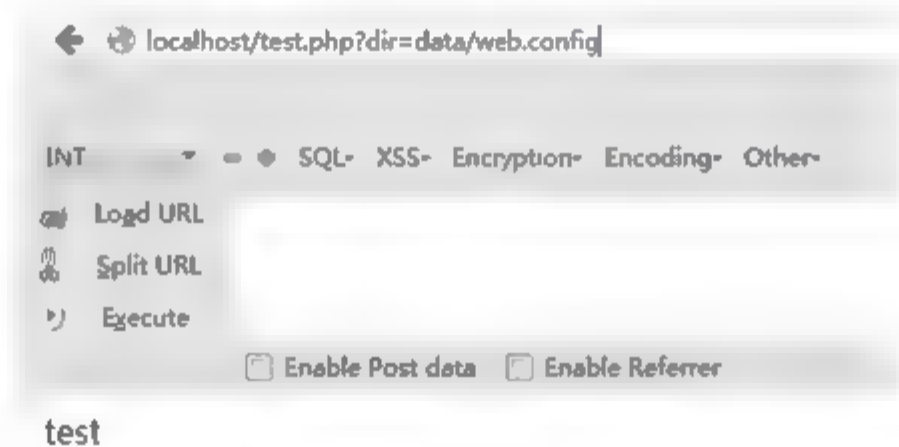 localhost/test.php?dir=data/web.config
INT SQL- XSS- Encryption- Encoding- Other-
Load URL
Split URL
Execute
Enable Post data Enable Referrer
test